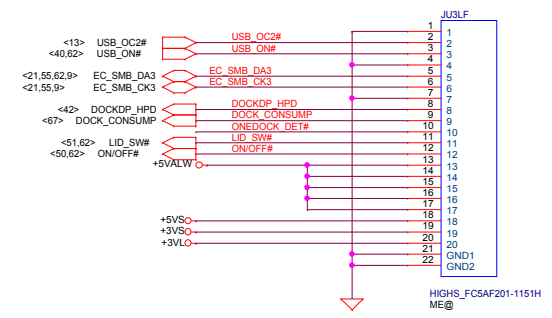 JU3LF
<13> USB_OC2# USB_OC2#
<40,62> USB_ON# USB_ON#
<21,55,62,9> EC_SMB_DA3 EC_SMB_DA3
<21,55,9> EC_SMB_CK3 EC_SMB_CK3
<42> DOCKDP_HPD DOCKDP_HPD
<67> DOCK_CONSUMP DOCK_CONSUMP
ONEDOCK_DET#
<51,62> LID_SW# LID_SW#
<50,62> ON/OFF# ON/OFF#
+5VALW
+5VS
+3VS
+3VL
1 1
2 2
3 3
4 4
5 5
6 6
7 7
8 8
9 9
10 10
11 11
12 12
13 13
14 14
15 15
16 16
17 17
18 18
19 19
20 20
21 GND1
22 GND2
HIGHS_FC5AF201-1151H
ME@